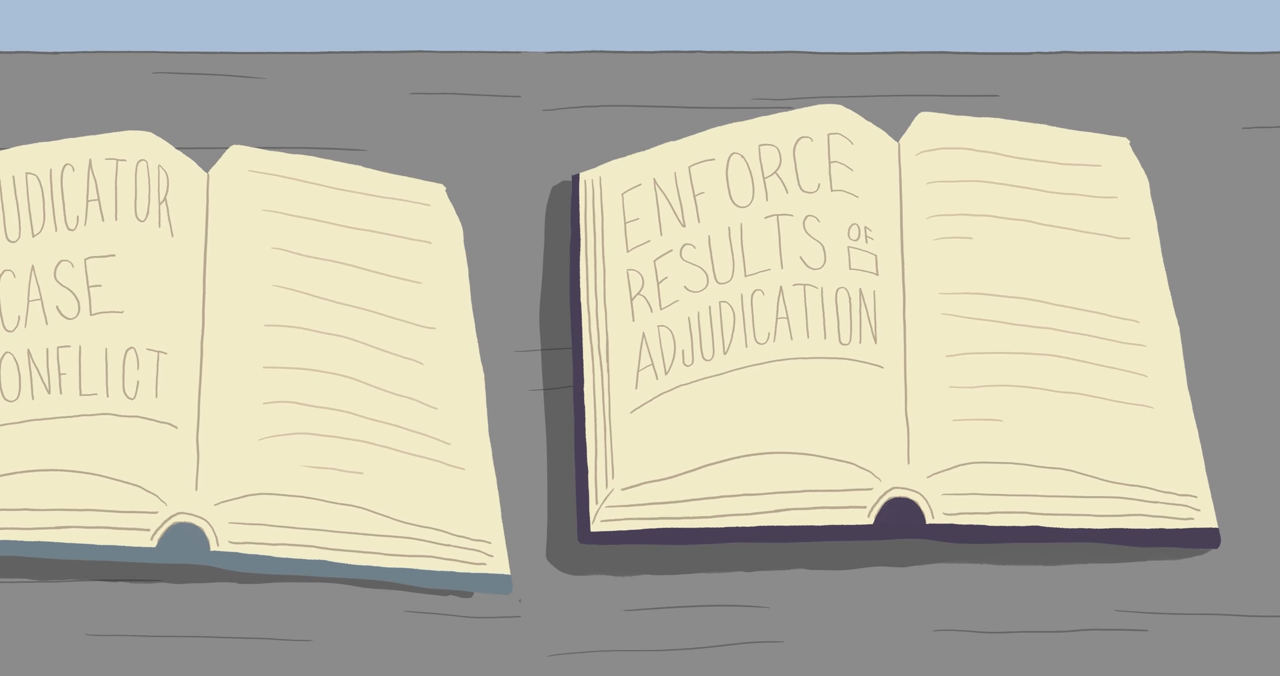 UDICATOR
CASE
ONFLICT
ENFORCE
RESULTS OF
ADJUDICATION